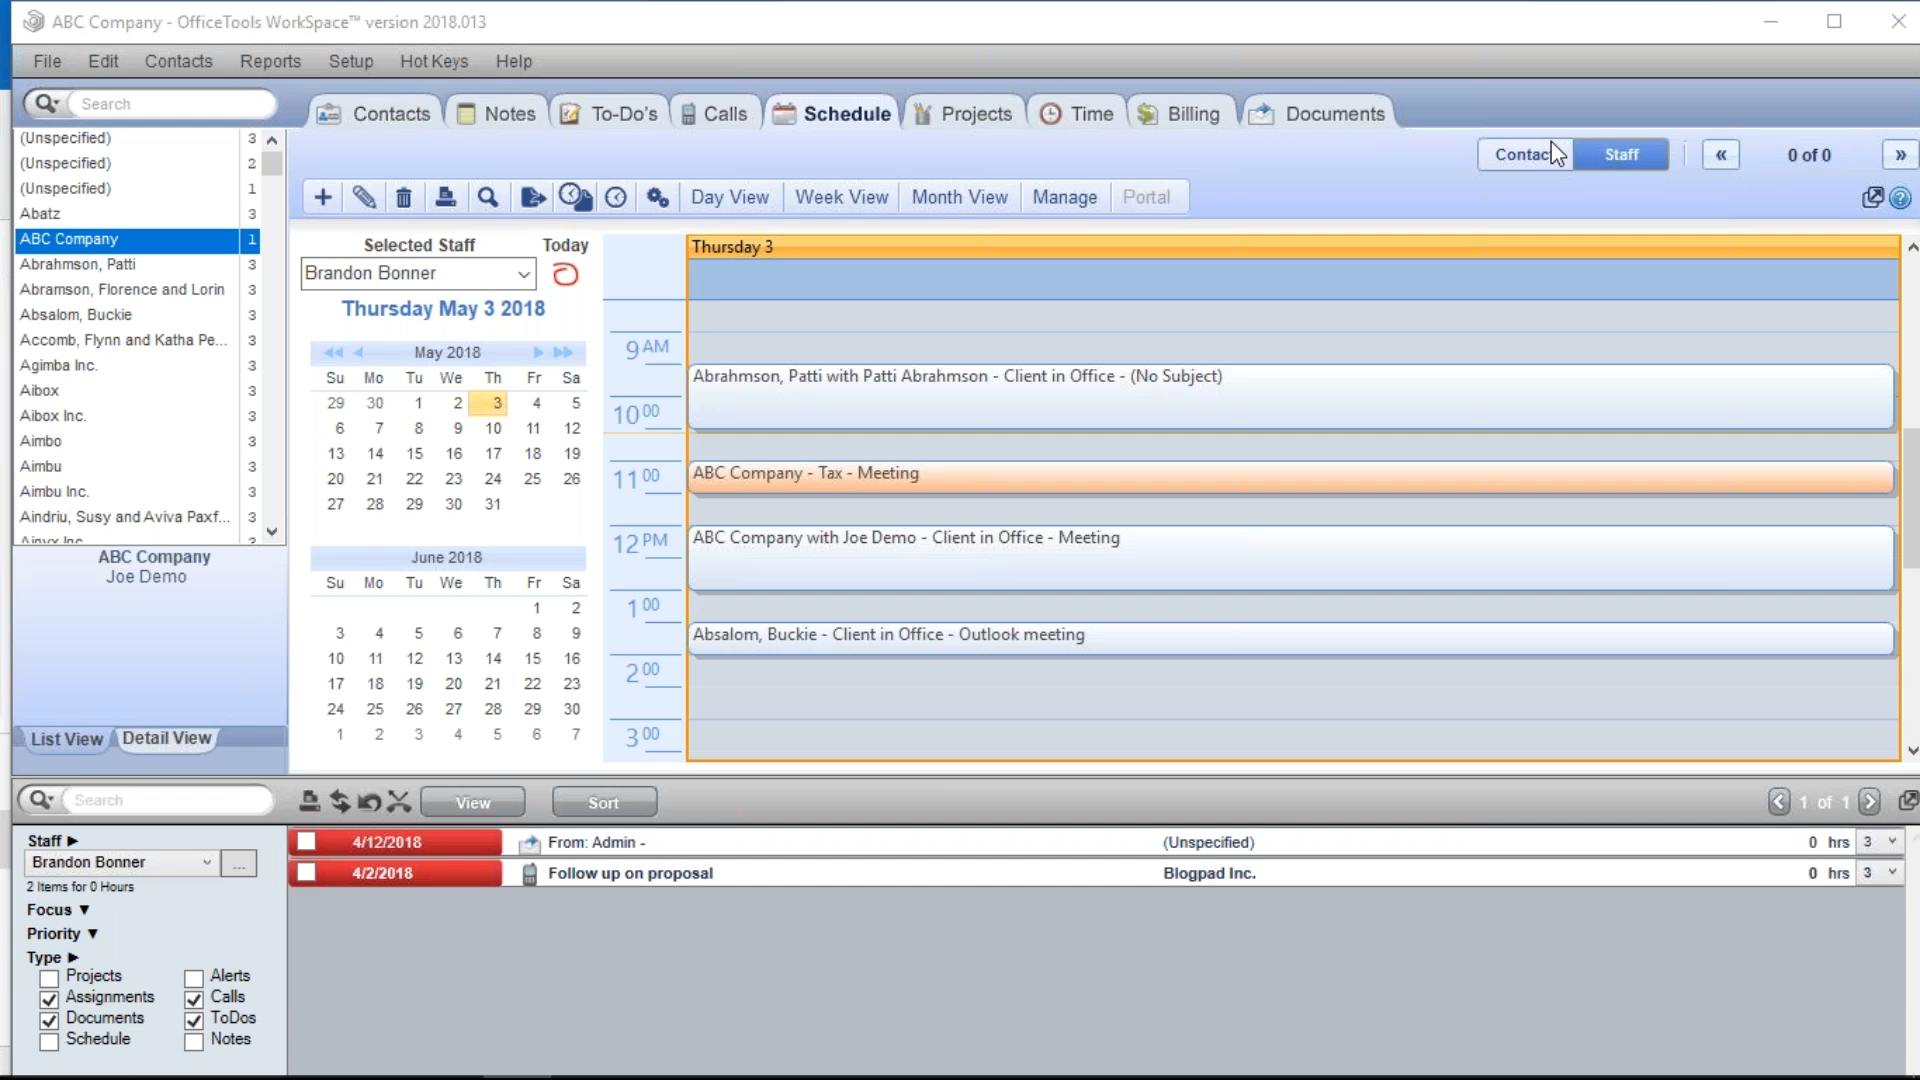 ABC Company - OfficeTools WorkSpace™ version 2018.013
File Edit Contacts Reports Setup Hot Keys Help
Search
Contacts Notes To-Do's Calls Schedule Projects Time Billing Documents
Staff
0 of 0
Day View Week View Month View Manage Portal
(Unspecified) 3
(Unspecified) 2
(Unspecified) 1
Abatz 3
ABC Company 1
Abrahmson, Patti 3
Abramson, Florence and Lorin 3
Absalom, Buckie 3
Accomb, Flynn and Katha Pe... 3
Agimba Inc. 3
Aibox 3
Aibox Inc. 3
Aimbo 3
Aimbu 3
Aimbu Inc. 3
Aindriu, Susy and Aviva Paxf... 3
ABC Company
Joe Demo
List View Detail View
Selected Staff Today
Brandon Bonner
Thursday May 3 2018
May 2018
Su Mo Tu We Th Fr Sa
29 30 1 2 3 4 5
6 7 8 9 10 11 12
13 14 15 16 17 18 19
20 21 22 23 24 25 26
27 28 29 30 31
June 2018
Su Mo Tu We Th Fr Sa
1 2
3 4 5 6 7 8 9
10 11 12 13 14 15 16
17 18 19 20 21 22 23
24 25 26 27 28 29 30
1 2 3 4 5 6 7
Thursday 3
9 AM
Abrahmson, Patti with Patti Abrahmson - Client in Office - (No Subject)
10 00
11 00
ABC Company - Tax - Meeting
12 PM
ABC Company with Joe Demo - Client in Office - Meeting
1 00
Absalom, Buckie - Client in Office - Outlook meeting
2 00
3 00
Search
View Sort
1 of 1
Staff
Brandon Bonner ...
2 Items for 0 Hours
Focus
Priority
Type
Projects Alerts
Assignments Calls
Documents ToDos
Schedule Notes
4/12/2018 From: Admin - (Unspecified) 0 hrs 3
4/2/2018 Follow up on proposal Blogpad Inc. 0 hrs 3